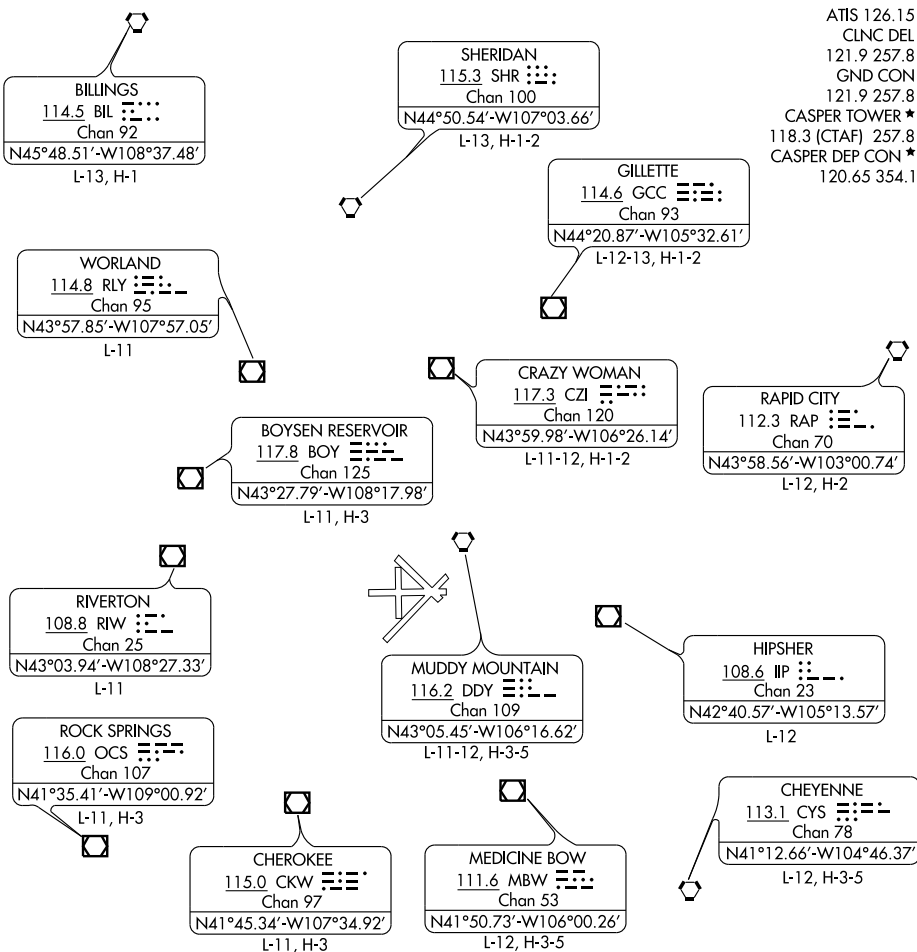 ATIS 126.15
CLNC DEL
121.9 257.8
GND CON
121.9 257.8
CASPER TOWER ★
118.3 (CTAF) 257.8
CASPER DEP CON ★
120.65 354.1
BILLINGS
114.5 BIL
Chan 92
N45°48.51′-W108°37.48′
L-13, H-1
SHERIDAN
115.3 SHR
Chan 100
N44°50.54′-W107°03.66′
L-13, H-1-2
GILLETTE
114.6 GCC
Chan 93
N44°20.87′-W105°32.61′
L-12-13, H-1-2
WORLAND
114.8 RLY
Chan 95
N43°57.85′-W107°57.05′
L-11
CRAZY WOMAN
117.3 CZI
Chan 120
N43°59.98′-W106°26.14′
L-11-12, H-1-2
RAPID CITY
112.3 RAP
Chan 70
N43°58.56′-W103°00.74′
L-12, H-2
BOYSEN RESERVOIR
117.8 BOY
Chan 125
N43°27.79′-W108°17.98′
L-11, H-3
RIVERTON
108.8 RIW
Chan 25
N43°03.94′-W108°27.33′
L-11
MUDDY MOUNTAIN
116.2 DDY
Chan 109
N43°05.45′-W106°16.62′
L-11-12, H-3-5
HIPSHER
108.6 IIP
Chan 23
N42°40.57′-W105°13.57′
L-12
ROCK SPRINGS
116.0 OCS
Chan 107
N41°35.41′-W109°00.92′
L-11, H-3
CHEROKEE
115.0 CKW
Chan 97
N41°45.34′-W107°34.92′
L-11, H-3
MEDICINE BOW
111.6 MBW
Chan 53
N41°50.73′-W106°00.26′
L-12, H-3-5
CHEYENNE
113.1 CYS
Chan 78
N41°12.66′-W104°46.37′
L-12, H-3-5